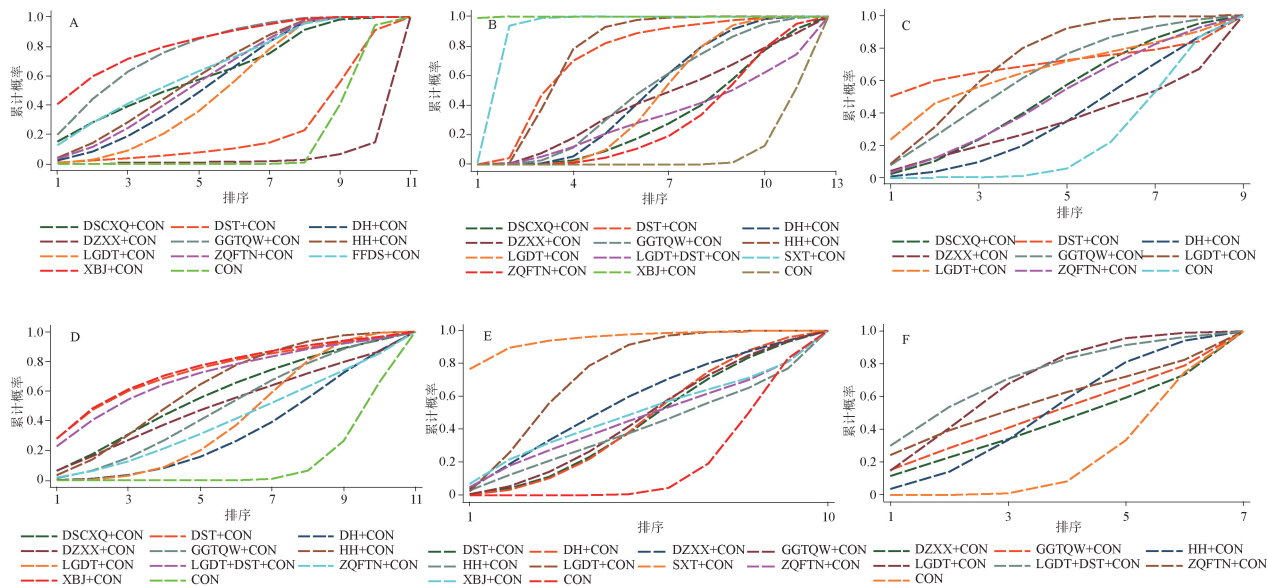 A
累计概率
1.0
0.8
0.6
0.4
0.2
0
1 3 5 7 9 11
排序
DSCXQ+CON DST+CON DH+CON
DZXX+CON GGTQW+CON HH+CON
LGDT+CON ZQFTN+CON FFDS+CON
XBJ+CON CON
B
累计概率
1.0
0.8
0.6
0.4
0.2
0
1 4 7 10 13
排序
DSCXQ+CON DST+CON DH+CON
DZXX+CON GGTQW+CON HH+CON
LGDT+CON LGDT+DST+CON SXT+CON
ZQFTN+CON XBJ+CON CON
C
累计概率
1.0
0.8
0.6
0.4
0.2
0
1 3 5 7 9
排序
DSCXQ+CON DST+CON DH+CON
DZXX+CON GGTQW+CON LGDT+CON
LGDT+CON ZQFTN+CON CON
D
累计概率
1.0
0.8
0.6
0.4
0.2
0
1 3 5 7 9 11
排序
DSCXQ+CON DST+CON DH+CON
DZXX+CON GGTQW+CON HH+CON
LGDT+CON LGDT+DST+CON ZQFTN+CON
XBJ+CON CON
E
累计概率
1.0
0.8
0.6
0.4
0.2
0
1 10
排序
DST+CON DH+CON DZXX+CON GGTQW+CON
HH+CON LGDT+CON SXT+CON ZQFTN+CON
XBJ+CON CON
F
累计概率
1.0
0.8
0.6
0.4
0.2
0
1 3 5 7
排序
DZXX+CON GGTQW+CON HH+CON
LGDT+CON LGDT+DST+CON ZQFTN+CON
CON